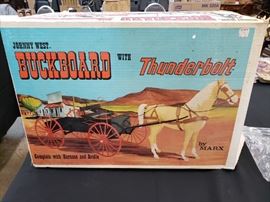 JOHNNY WEST
BUCKBOARD WITH Thunderbolt
by
MARX
Complete with Harness and Bridle